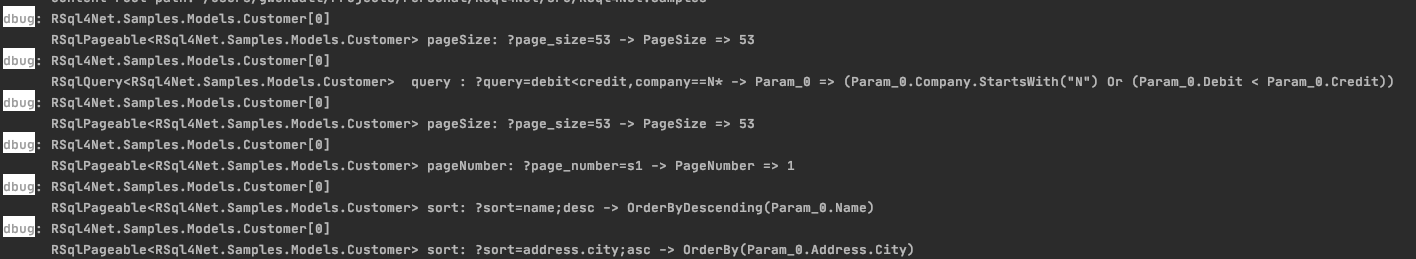 dbug: RSql4Net.Samples.Models.Customer[0]
RSqlPageable<RSql4Net.Samples.Models.Customer> pageSize: ?page_size=53 -> PageSize => 53
dbug: RSql4Net.Samples.Models.Customer[0]
RSqlQuery<RSql4Net.Samples.Models.Customer>  query : ?query=debit<credit,company==N* -> Param_0 => (Param_0.Company.StartsWith("N") Or (Param_0.Debit < Param_0.Credit))
dbug: RSql4Net.Samples.Models.Customer[0]
RSqlPageable<RSql4Net.Samples.Models.Customer> pageSize: ?page_size=53 -> PageSize => 53
dbug: RSql4Net.Samples.Models.Customer[0]
RSqlPageable<RSql4Net.Samples.Models.Customer> pageNumber: ?page_number=s1 -> PageNumber => 1
dbug: RSql4Net.Samples.Models.Customer[0]
RSqlPageable<RSql4Net.Samples.Models.Customer> sort: ?sort=name;desc -> OrderByDescending(Param_0.Name)
dbug: RSql4Net.Samples.Models.Customer[0]
RSqlPageable<RSql4Net.Samples.Models.Customer> sort: ?sort=address.city;asc -> OrderBy(Param_0.Address.City)